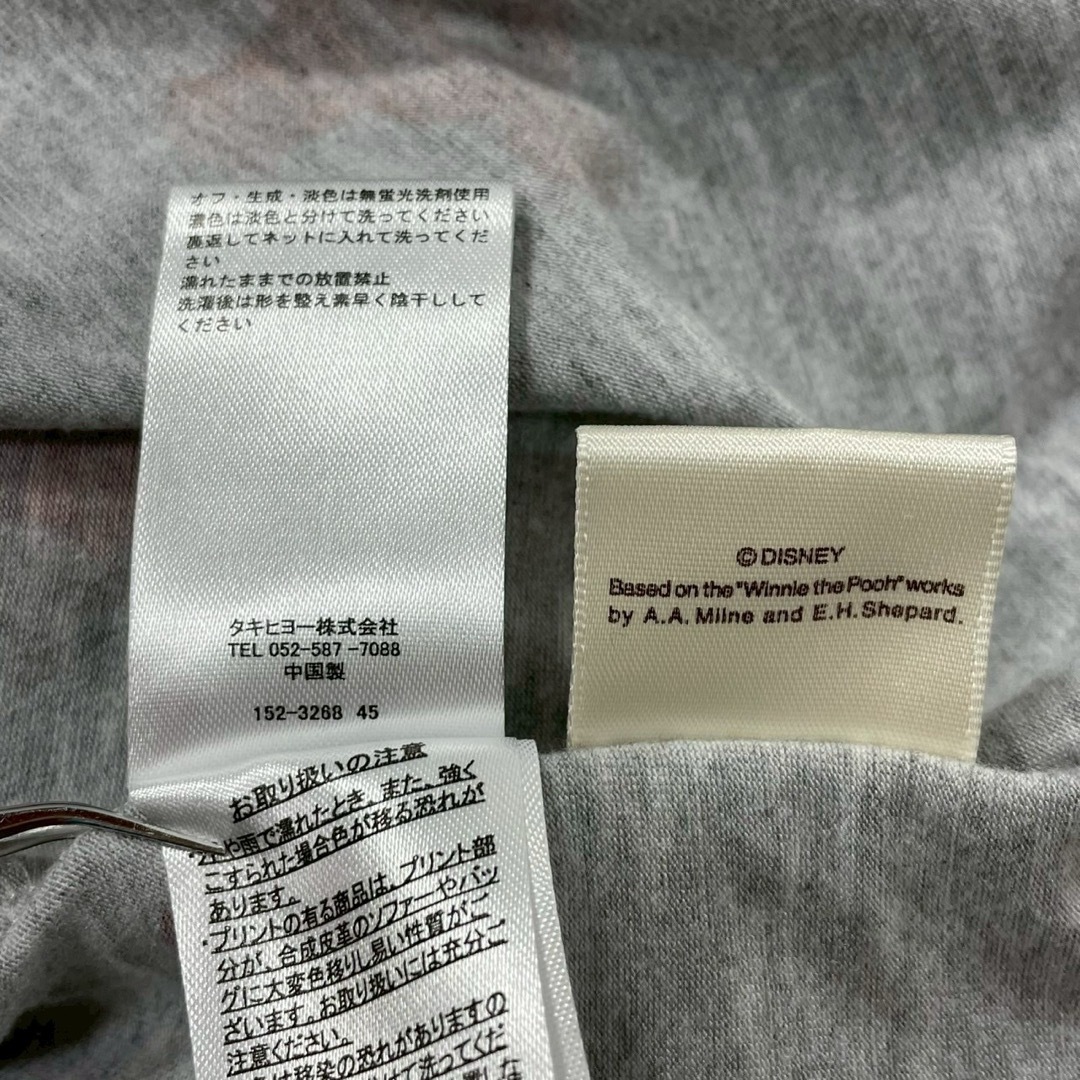 オフ・生成・淡色は無蛍光洗剤使用
濃色は淡色と分けて洗ってください
裏返してネットに入れて洗ってくだ
さい
濡れたままでの放置禁止
洗濯後は形を整え素早く陰干しして
ください
タキヒヨー株式会社
TEL 052-587-7088
中国製
152-3268 45
©DISNEY
Based on the "Winnie the Pooh" works
by A.A. Milne and E.H. Shepard.
お取り扱いの注意
・汗や雨で濡れたとき、また、強く
こすられた場合色が移る恐れが
あります。
・プリントの有る商品は、プリント部
分が、合成皮革のソファーやバッ
グに大変色移りし易い性質がご
ざいます。お取り扱いには充分ご
注意ください。
は移染の恐れがありますの
けて洗ってくだ